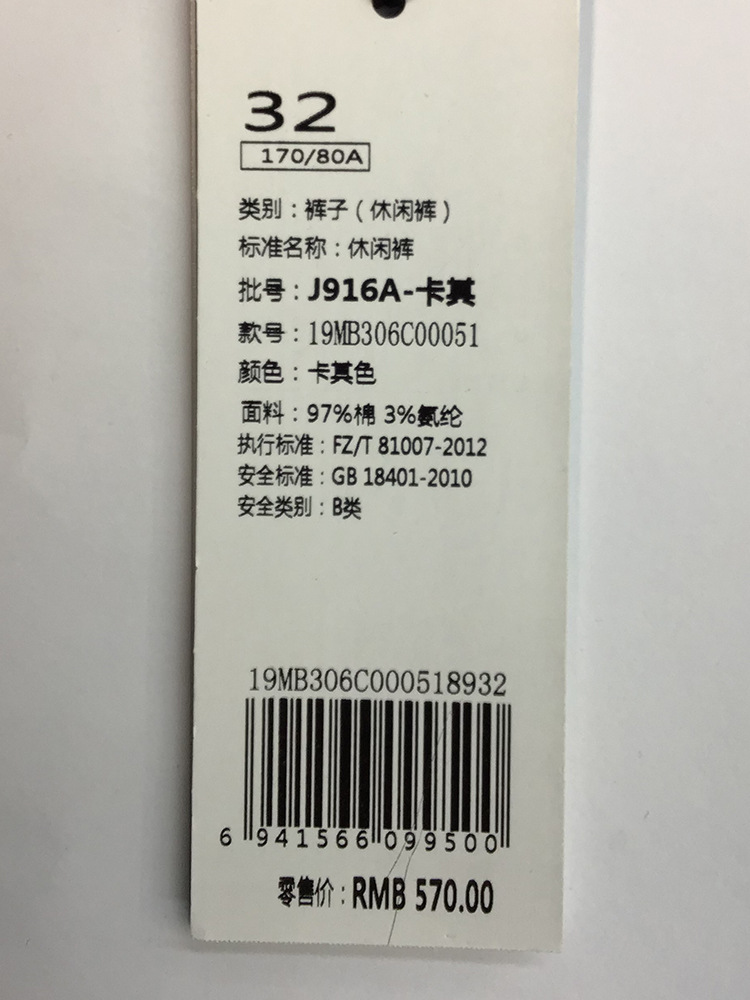 32
170/80A
类别：裤子（休闲裤）
标准名称：休闲裤
批号：J916A-卡其
款号：19MB306C00051
颜色：卡其色
面料：97%棉 3%氨纶
执行标准：FZ/T 81007-2012
安全标准：GB 18401-2010
安全类别：B类
19MB306C000518932
6 941566 099500
零售价：RMB 570.00